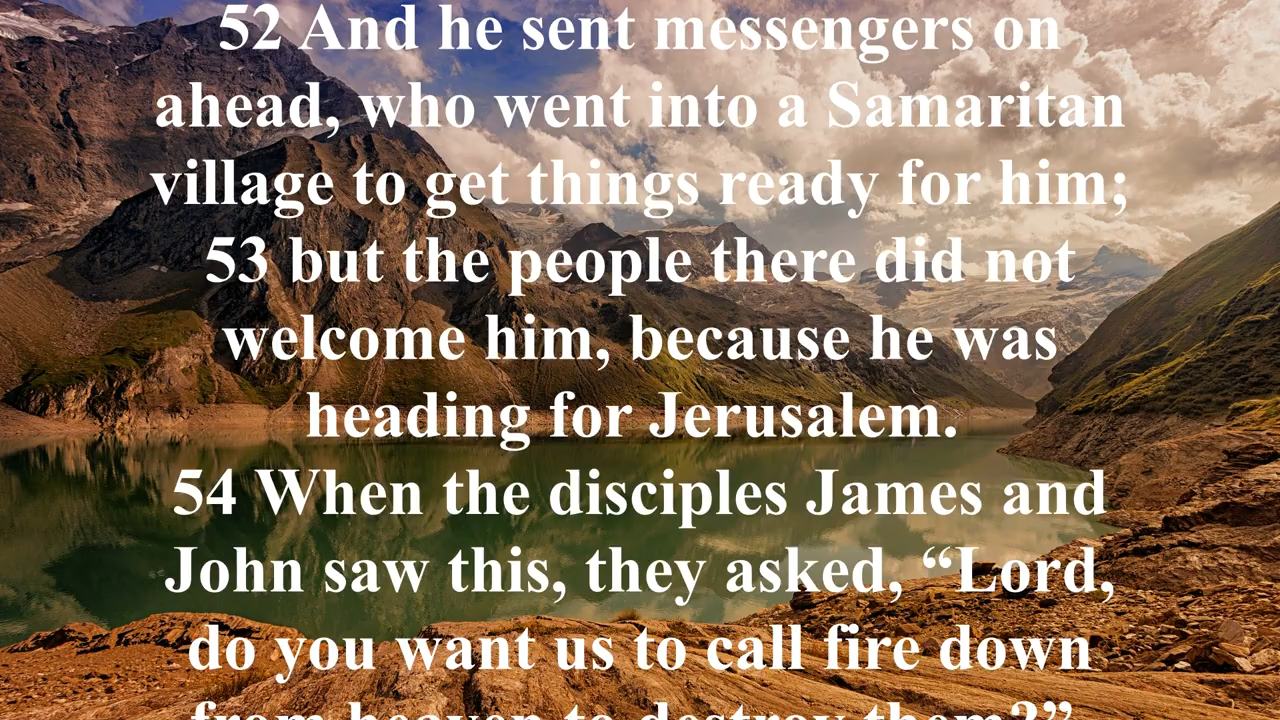 52 And he sent messengers on
ahead, who went into a Samaritan
village to get things ready for him;
53 but the people there did not
welcome him, because he was
heading for Jerusalem.
54 When the disciples James and
John saw this, they asked, “Lord,
do you want us to call fire down
from heaven to destroy them?”